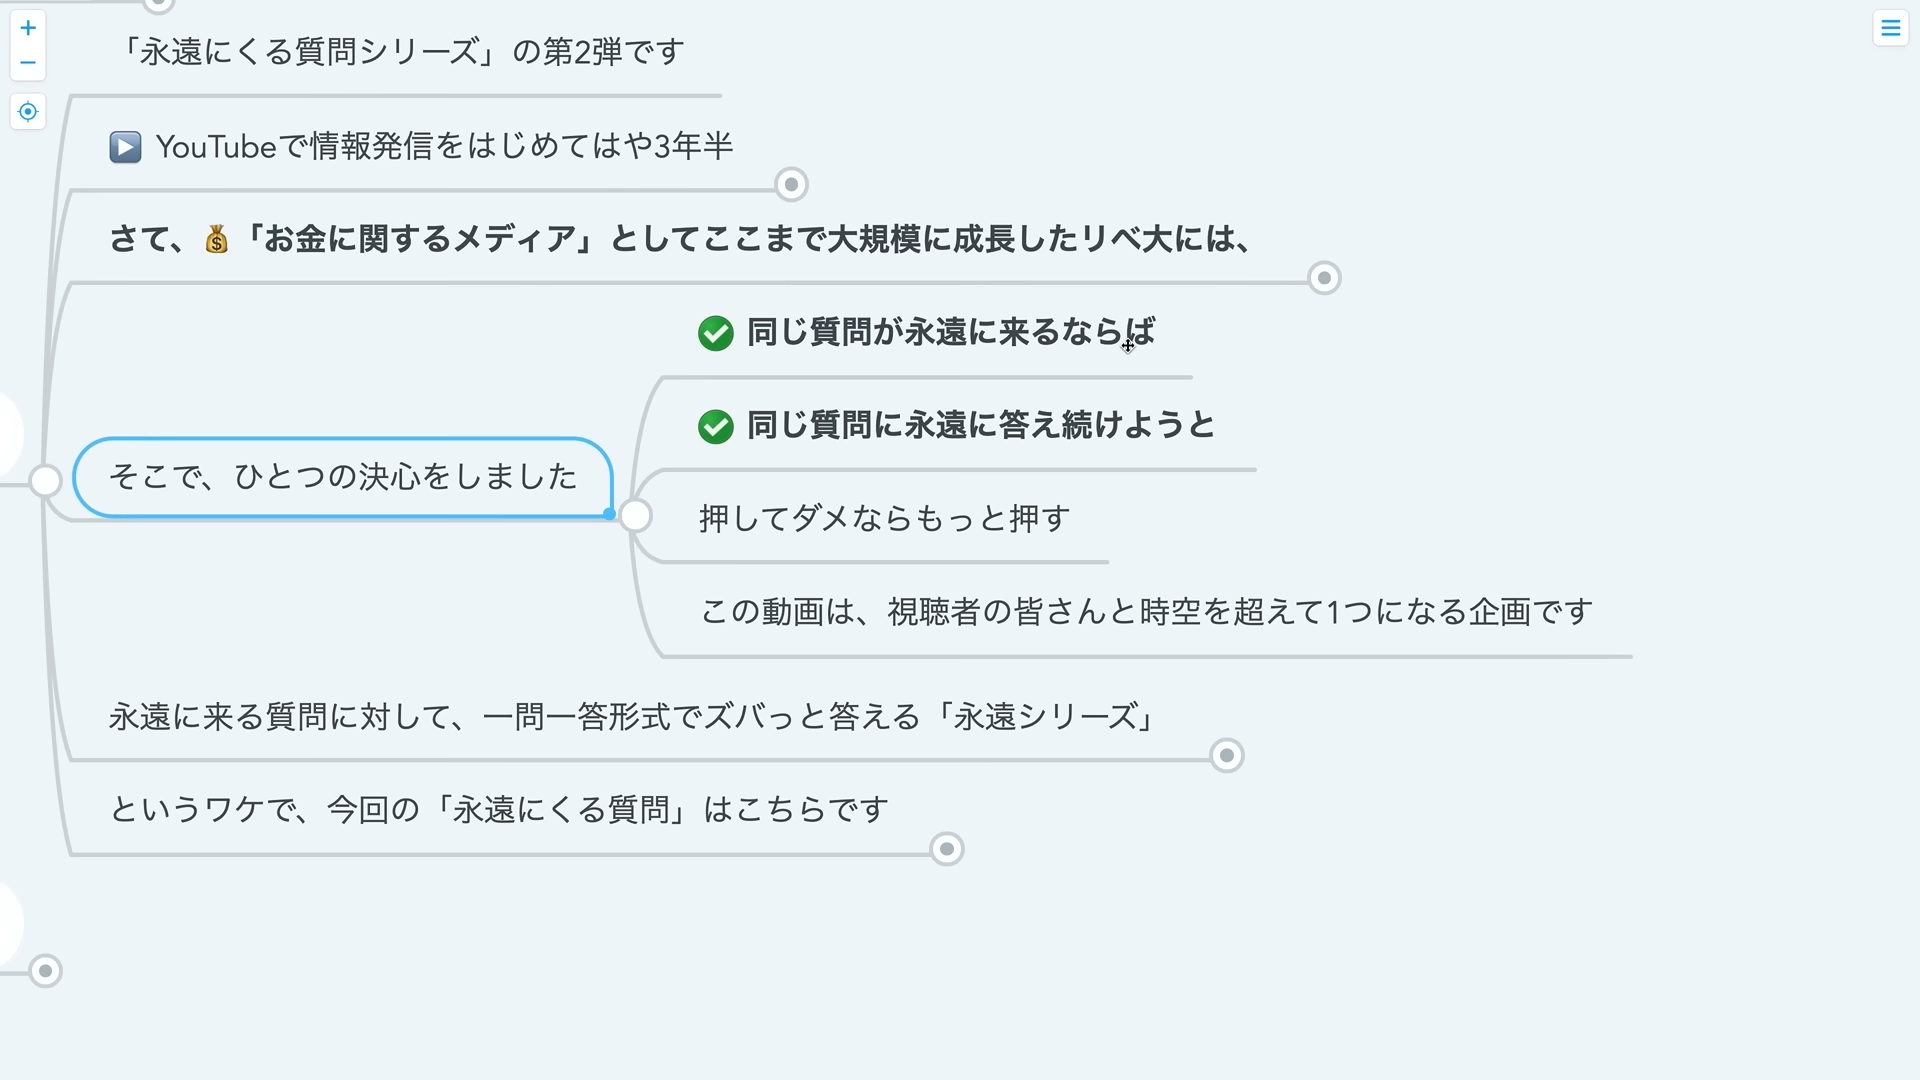 「永遠にくる質問シリーズ」の第2弾です
YouTubeで情報発信をはじめてはや3年半
さて、💰「お金に関するメディア」としてここまで大規模に成長したリベ大には、
同じ質問が永遠に来るならば
同じ質問に永遠に答え続けようと
そこで、ひとつの決心をしました
押してダメならもっと押す
この動画は、視聴者の皆さんと時空を超えて1つになる企画です
永遠に来る質問に対して、一問一答形式でズバっと答える「永遠シリーズ」
というワケで、今回の「永遠にくる質問」はこちらです